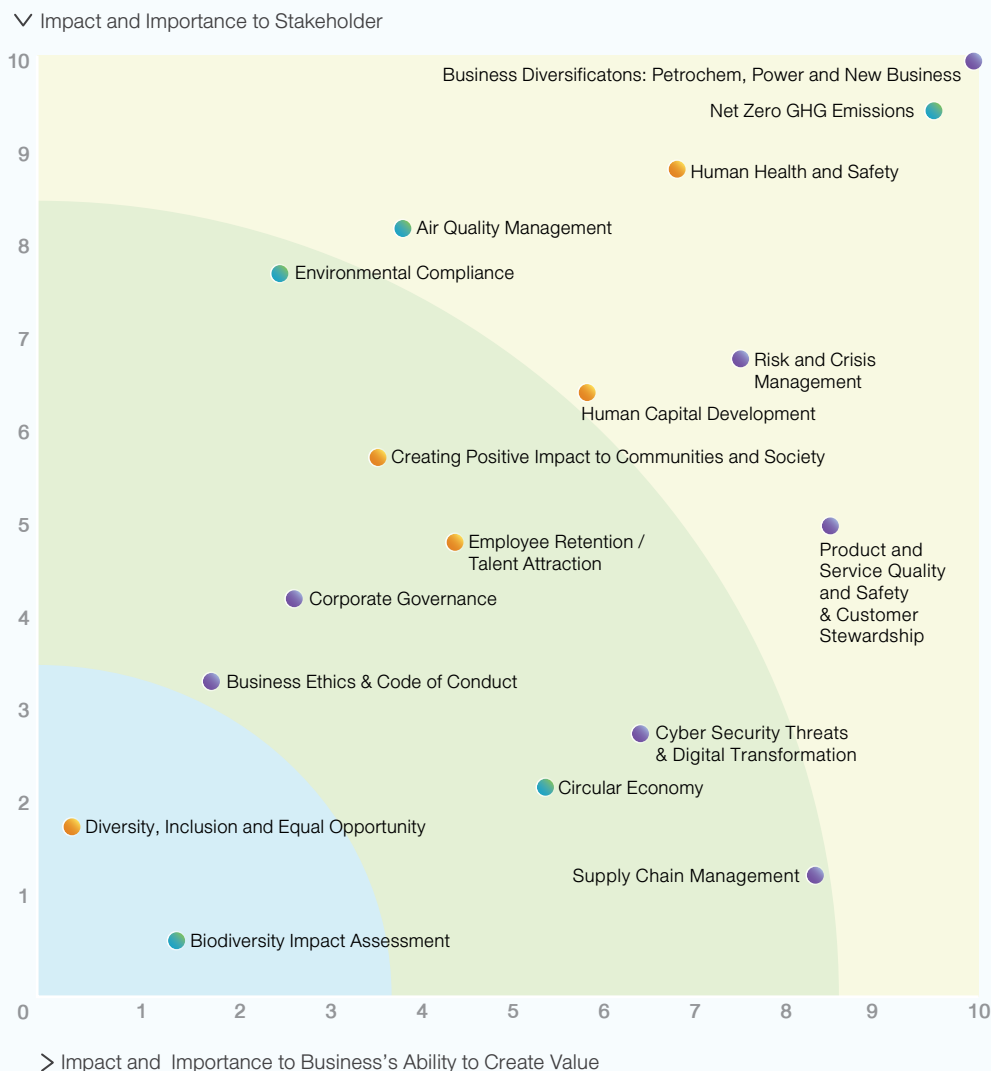 Impact and Importance to Stakeholder
10
Business Diversificatons: Petrochem, Power and New Business
Net Zero GHG Emissions
9
Human Health and Safety
Air Quality Management
8
Environmental Compliance
7
Risk and Crisis
Management
Human Capital Development
6
Creating Positive Impact to Communities and Society
5
Employee Retention /
Talent Attraction
Product and
Service Quality
and Safety
& Customer
Stewardship
Corporate Governance
4
Business Ethics & Code of Conduct
3
Cyber Security Threats
& Digital Transformation
Circular Economy
2
Diversity, Inclusion and Equal Opportunity
Supply Chain Management
1
Biodiversity Impact Assessment
0 1 2 3 4 5 6 7 8 9 10
Impact and Importance to Business's Ability to Create Value